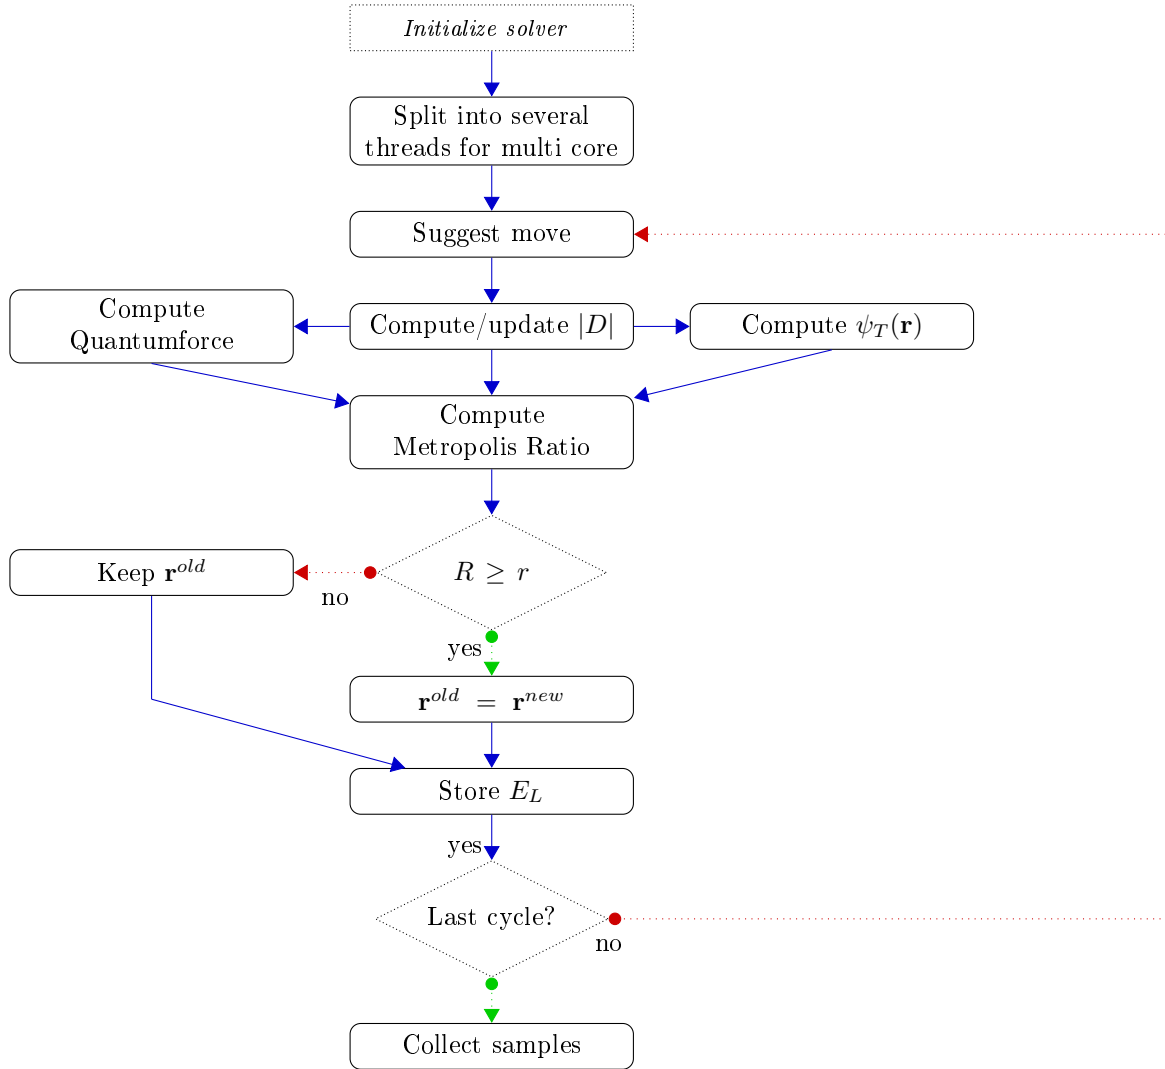 Initialize solver
Split into several
threads for multi core
Suggest move
Compute
Quantumforce
Compute/update |D|
Compute ψ_T(𝐫)
Compute
Metropolis Ratio
Keep 𝐫^{old}
no
R ≥ r
yes
𝐫^{old} = 𝐫^{new}
Store E_L
yes
Last cycle?
no
Collect samples